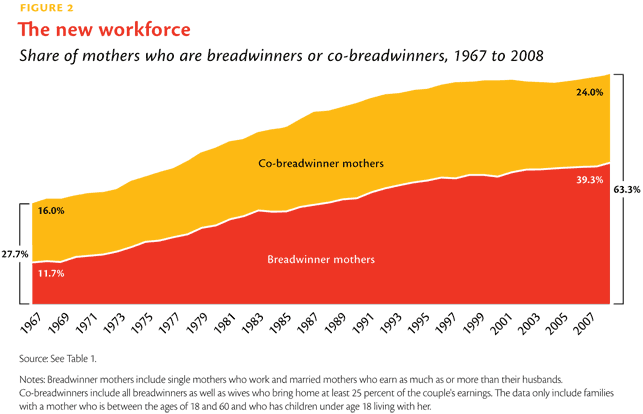 FIGURE 2
The new workforce
Share of mothers who are breadwinners or co-breadwinners, 1967 to 2008
24.0%
Co-breadwinner mothers
39.3%
63.3%
16.0%
27.7%
Breadwinner mothers
11.7%
1967 1969 1971 1973 1975 1977 1979 1981 1983 1985 1987 1989 1991 1993 1995 1997 1999 2001 2003 2005 2007
Source: See Table 1.
Notes: Breadwinner mothers include single mothers who work and married mothers who earn as much as or more than their husbands.
Co-breadwinners include all breadwinners as well as wives who bring home at least 25 percent of the couple's earnings. The data only include families
with a mother who is between the ages of 18 and 60 and who has children under age 18 living with her.